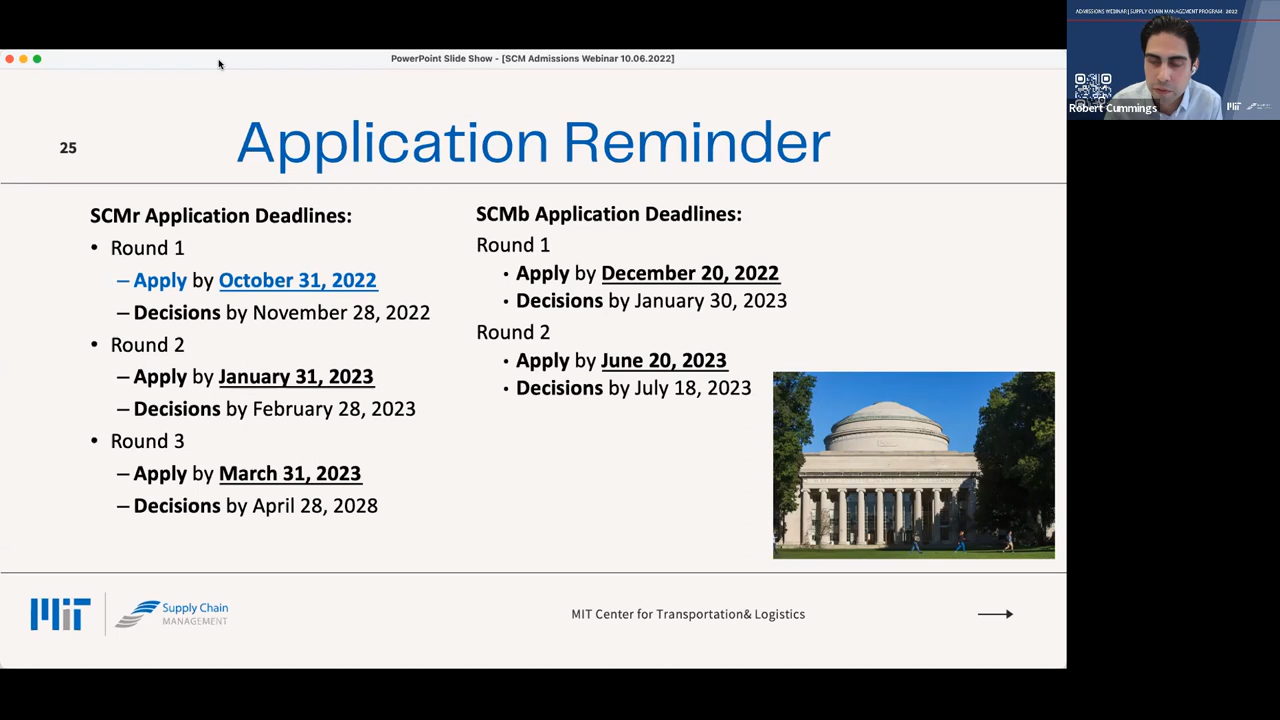 PowerPoint Slide Show - [SCM Admissions Webinar 10.06.2022]
25
Application Reminder
SCMr Application Deadlines:
• Round 1
– Apply by October 31, 2022
– Decisions by November 28, 2022
• Round 2
– Apply by January 31, 2023
– Decisions by February 28, 2023
• Round 3
– Apply by March 31, 2023
– Decisions by April 28, 2028
SCMb Application Deadlines:
Round 1
• Apply by December 20, 2022
• Decisions by January 30, 2023
Round 2
• Apply by June 20, 2023
• Decisions by July 18, 2023
MIT
Supply Chain
MANAGEMENT
MIT Center for Transportation& Logistics
ADMISSIONS WEBINAR | SUPPLY CHAIN MANAGEMENT PROGRAM 2022
Robert Cummings
MIT